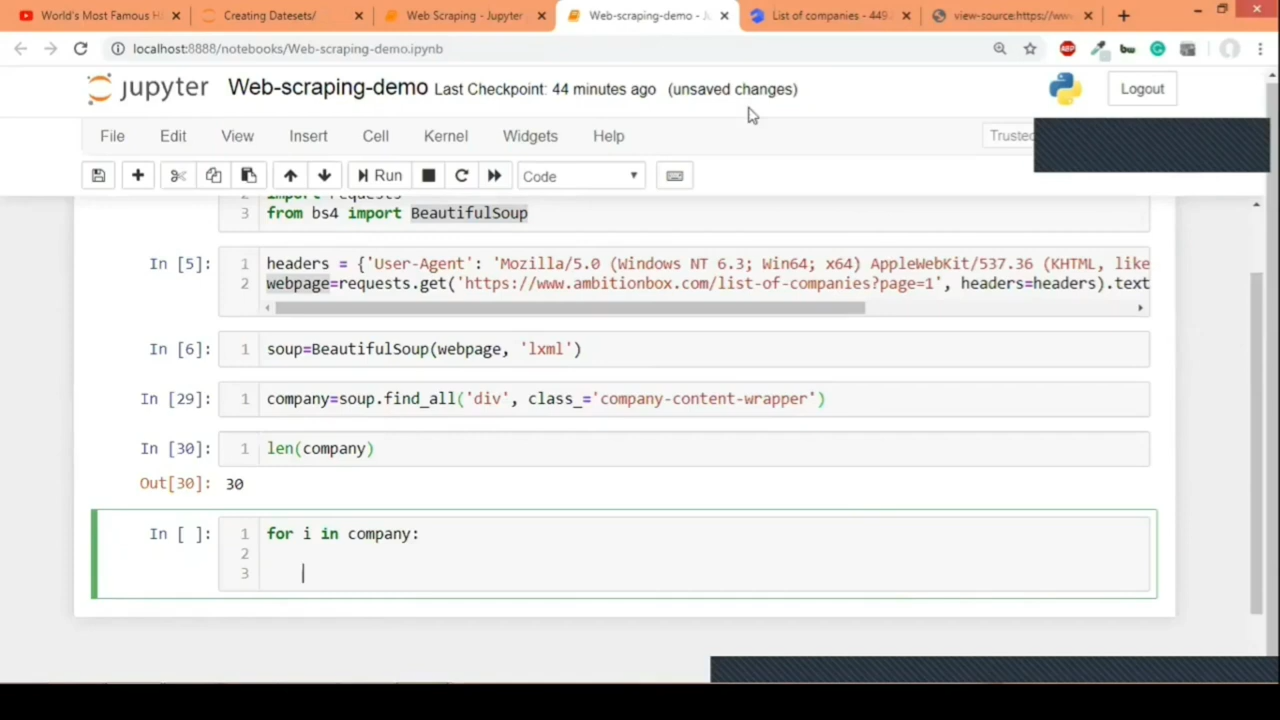 World's Most Famous H
Creating Datesets/
Web Scraping - Jupyter
Web-scraping-demo - J
List of companies - 449
view-source:https://www
localhost:8888/notebooks/Web-scraping-demo.ipynb
ABP
jupyter Web-scraping-demo Last Checkpoint: 44 minutes ago (unsaved changes)
Logout
File Edit View Insert Cell Kernel Widgets Help
Trusted
Run
Code
2 import requests
3 from bs4 import BeautifulSoup
In [5]: 1 headers = {'User-Agent': 'Mozilla/5.0 (Windows NT 6.3; Win64; x64) AppleWebKit/537.36 (KHTML, like
2 webpage=requests.get('https://www.ambitionbox.com/list-of-companies?page=1', headers=headers).text
In [6]: 1 soup=BeautifulSoup(webpage, 'lxml')
In [29]: 1 company=soup.find_all('div', class_='company-content-wrapper')
In [30]: 1 len(company)
Out[30]: 30
In [ ]: 1 for i in company:
2
3